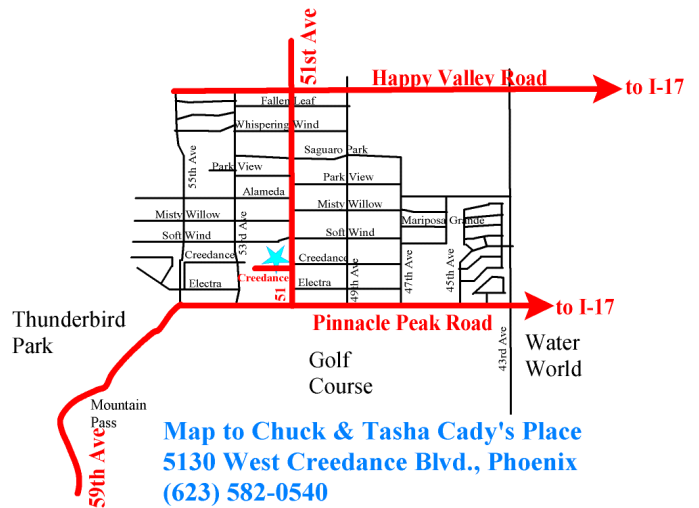 51st Ave
Happy Valley Road
to I-17
Fallen Leaf
Whispering Wind
Saguaro Park
55th Ave
Park View
Park View
Alameda
Misty Willow
Misty Willow
Mariposa Grande
53rd Ave
Soft Wind
Soft Wind
Creedance
Creedance
Creedance
47th Ave
45th Ave
49th Ave
Electra
51
Electra
to I-17
Pinnacle Peak Road
Thunderbird
Park
43rd Ave
Water
World
Golf
Course
Mountain
Pass
59th Ave
Map to Chuck & Tasha Cady's Place
5130 West Creedance Blvd., Phoenix
(623) 582-0540